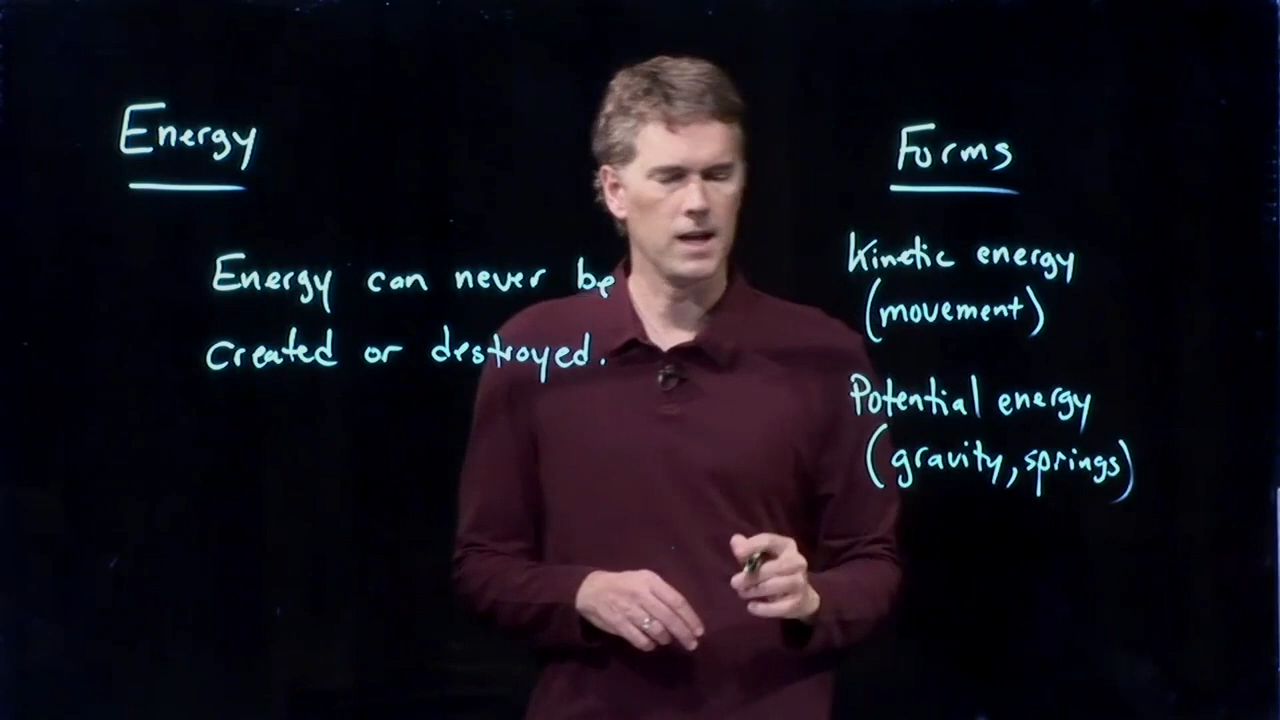 Energy
Energy can never be
created or destroyed.
Forms
Kinetic energy
(movement)
Potential energy
(gravity, springs)